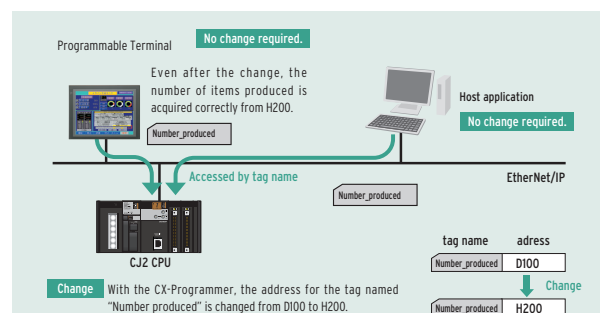 Programmable Terminal
No change required.
Even after the change, the
number of items produced is
acquired correctly from H200.
Number_produced
Host application
No change required.
Accessed by tag name
EtherNet/IP
Number_produced
CJ2 CPU
tag name adress
Number_produced D100
Change
Number_produced H200
Change With the CX-Programmer, the address for the tag named
“Number produced” is changed from D100 to H200.